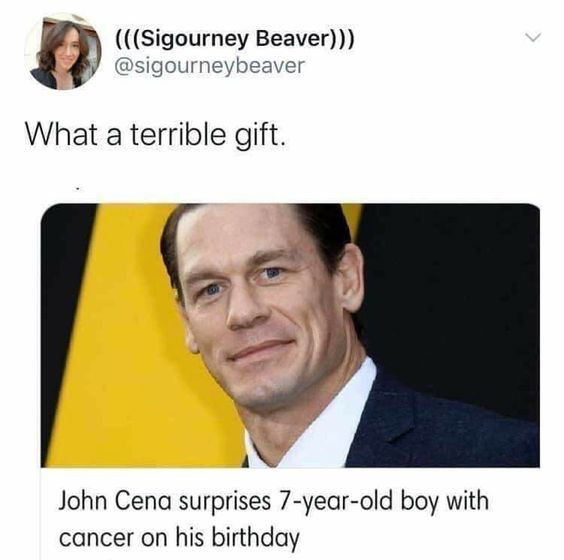 (((Sigourney Beaver)))
@sigourneybeaver
What a terrible gift.
John Cena surprises 7-year-old boy with
cancer on his birthday